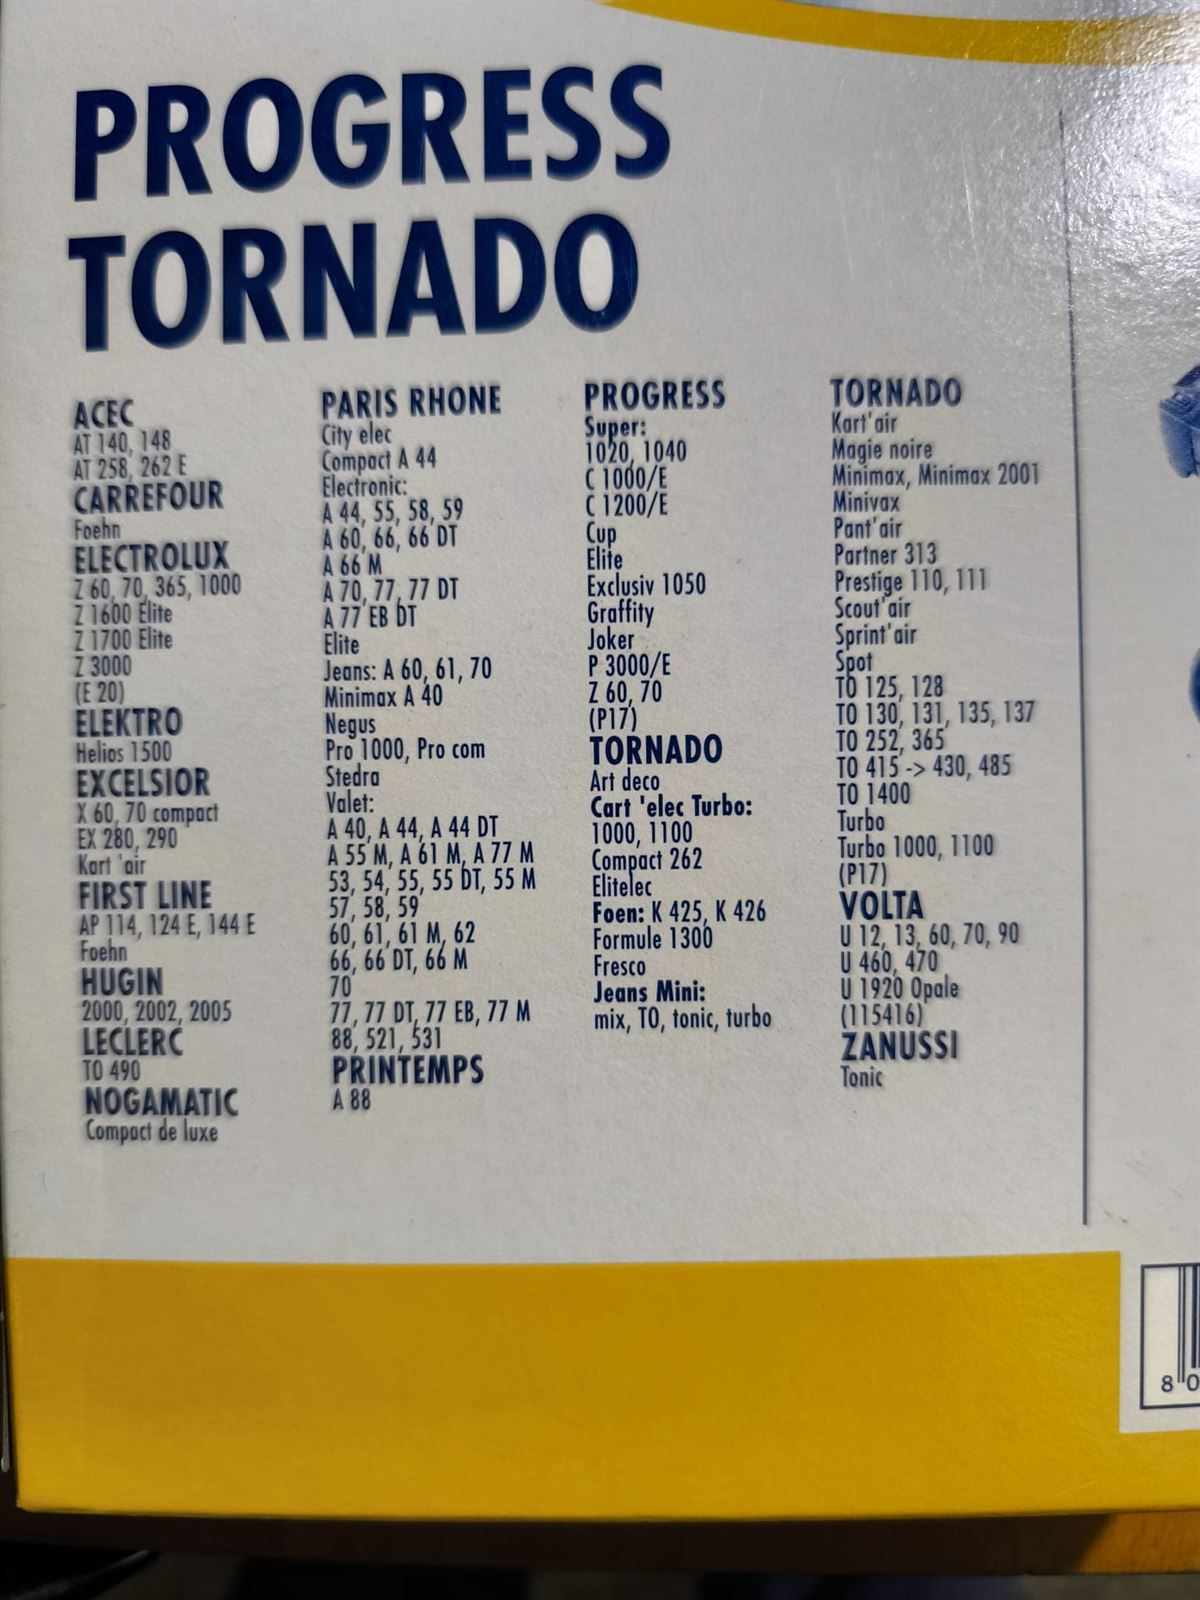 PROGRESS
TORNADO
ACEC
AT 140, 148
AT 258, 262 E
CARREFOUR
Foehn
ELECTROLUX
Z 60, 70, 365, 1000
Z 1600 Elite
Z 1700 Elite
Z 3000
(E 20)
ELEKTRO
Helios 1500
EXCELSIOR
X 60, 70 compact
EX 280, 290
Kart 'air
FIRST LINE
AP 114, 124 E, 144 E
Foehn
HUGIN
2000, 2002, 2005
LECLERC
TO 490
NOGAMATIC
Compact de luxe
PARIS RHONE
City elec
Compact A 44
Electronic:
A 44, 55, 58, 59
A 60, 66, 66 DT
A 66 M
A 70, 77, 77 DT
A 77 EB DT
Elite
Jeans: A 60, 61, 70
Minimax A 40
Negus
Pro 1000, Pro com
Stedra
Valet:
A 40, A 44, A 44 DT
A 55 M, A 61 M, A 77 M
53, 54, 55, 55 DT, 55 M
57, 58, 59
60, 61, 61 M, 62
66, 66 DT, 66 M
70
77, 77 DT, 77 EB, 77 M
88, 521, 531
PRINTEMPS
A 88
PROGRESS
Super:
1020, 1040
C 1000/E
C 1200/E
Cup
Elite
Exclusiv 1050
Graffity
Joker
P 3000/E
Z 60, 70
(P17)
TORNADO
Art deco
Cart 'elec Turbo:
1000, 1100
Compact 262
Elitelec
Foen: K 425, K 426
Formule 1300
Fresco
Jeans Mini:
mix, TO, tonic, turbo
TORNADO
Kart'air
Magie noire
Minimax, Minimax 2001
Minivax
Pant'air
Partner 313
Prestige 110, 111
Scout'air
Sprint'air
Spot
TO 125, 128
TO 130, 131, 135, 137
TO 252, 365
TO 415 -> 430, 485
TO 1400
Turbo
Turbo 1000, 1100
(P17)
VOLTA
U 12, 13, 60, 70, 90
U 460, 470
U 1920 Opale
(115416)
ZANUSSI
Tonic
8 0